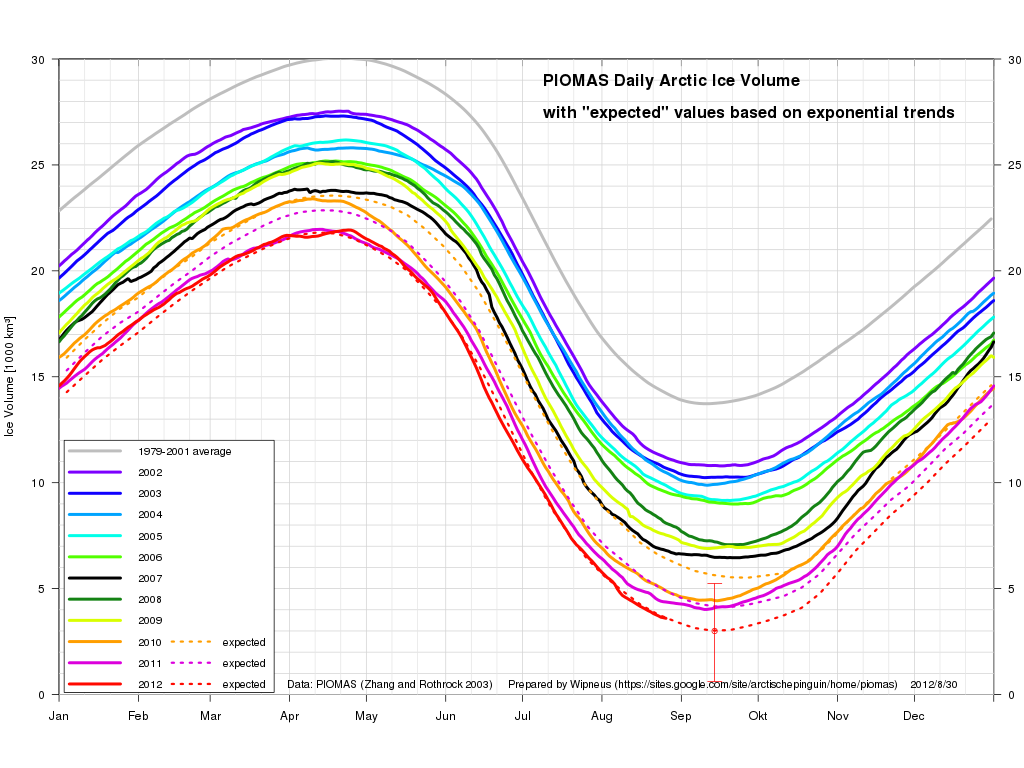 PIOMAS Daily Arctic Ice Volume
with "expected" values based on exponential trends
30
25
20
15
10
5
0
30
25
20
15
10
5
0
Ice Volume [1000 km³]
1979-2001 average
2002
2003
2004
2005
2006
2007
2008
2009
2010 expected
2011 expected
2012 expected
Data: PIOMAS (Zhang and Rothrock 2003) Prepared by Wipneus (https://sites.google.com/site/arctischepinguin/home/piomas) 2012/8/30
Jan Feb Mar Apr May Jun Jul Aug Sep Okt Nov Dec